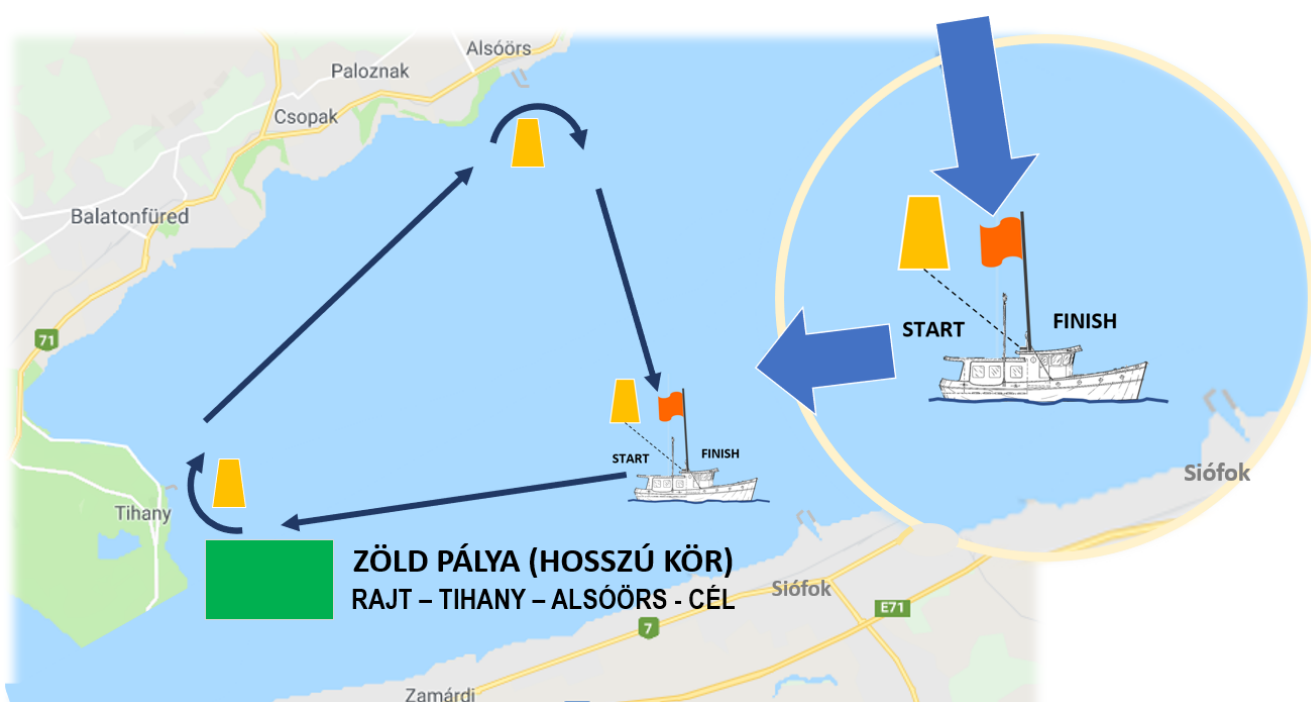 Alsóörs
Paloznak
Csopak
Balatonfüred
71
START
FINISH
START
FINISH
Siófok
Tihany
ZÖLD PÁLYA (HOSSZÚ KÖR)
RAJT – TIHANY – ALSÓÖRS - CÉL
Siófok
E71
7
Zamárdi